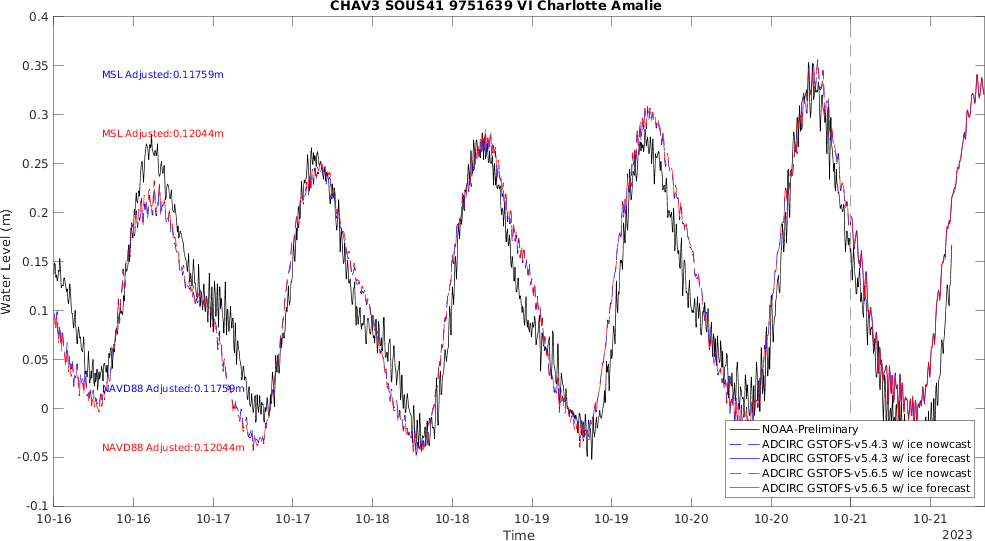 CHAV3 SOUS41 9751639 VI Charlotte Amalie
0.4
0.35
0.3
0.25
0.2
0.15
0.1
0.05
0
-0.05
-0.1
Water Level (m)
MSL Adjusted:0.11759m
MSL Adjusted:0.12044m
NAVD88 Adjusted:0.11759m
NAVD88 Adjusted:0.12044m
NOAA-Preliminary
ADCIRC GSTOFS-v5.4.3 w/ ice nowcast
ADCIRC GSTOFS-v5.4.3 w/ ice forecast
ADCIRC GSTOFS-v5.6.5 w/ ice nowcast
ADCIRC GSTOFS-v5.6.5 w/ ice forecast
10-16 10-16 10-17 10-17 10-18 10-18 10-19 10-19 10-20 10-20 10-21 10-21
2023
Time